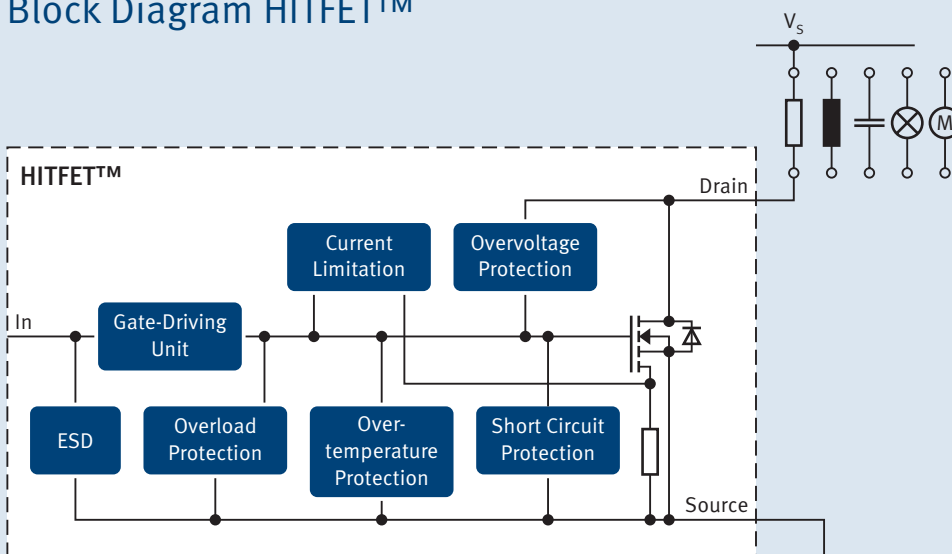 Block Diagram HITFET™
V_S
M
HITFET™
Drain
Current
Limitation
Overvoltage
Protection
In
Gate-Driving
Unit
ESD
Overload
Protection
Over-
temperature
Protection
Short Circuit
Protection
Source